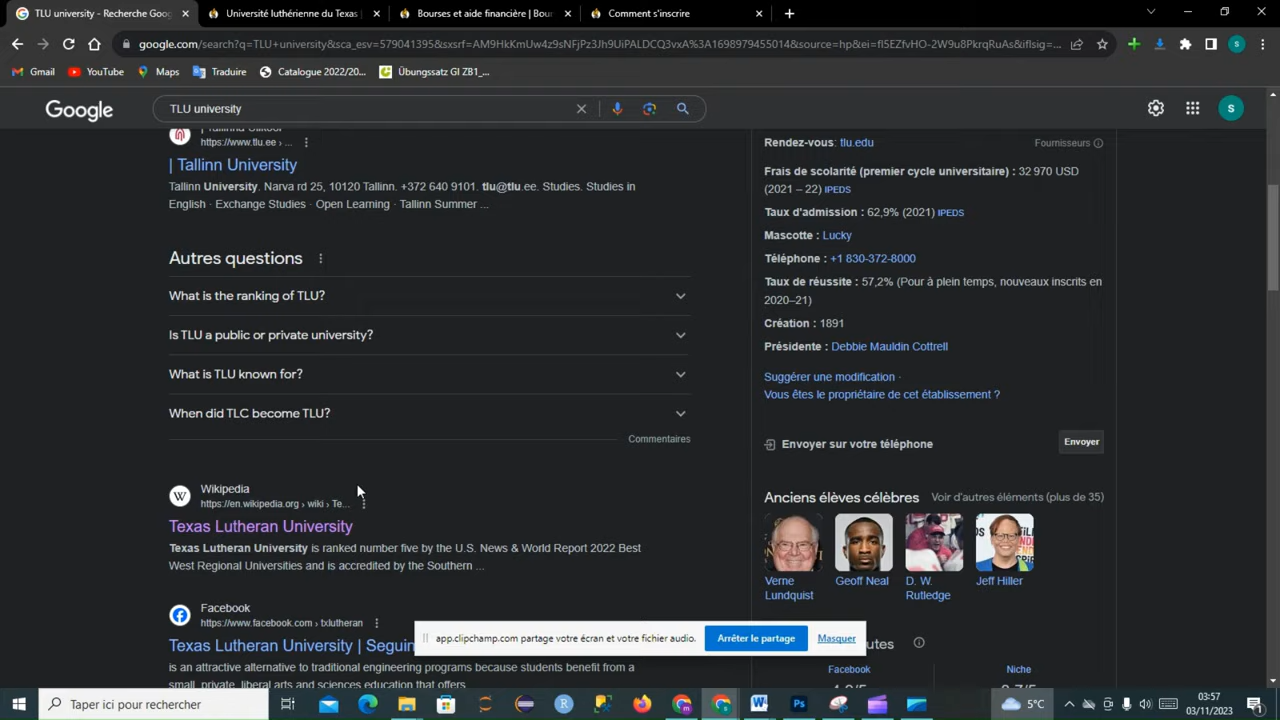 TLU university - Recherche Goog
Université luthérienne du Texas |
Bourses et aide financière | Bour
Comment s'inscrire
google.com/search?q=TLU+university&sca_esv=579041395&sxsrf=AM9HkKmUw4z9sNFjPz3Jh9UiPALDCQ3vxA%3A1698979455014&source=hp&ei=fl5EZfvHO-2W9u8PkrqRuAs&iflsig=...
Gmail
YouTube
Maps
Traduire
Catalogue 2022/20...
Übungssatz GI ZB1_...
Google
TLU university
S
https://www.tlu.ee › ...
| Tallinn University
Tallinn University. Narva rd 25, 10120 Tallinn. +372 640 9101. tlu@tlu.ee. Studies. Studies in
English · Exchange Studies · Open Learning · Tallinn Summer ...
Autres questions
What is the ranking of TLU?
Is TLU a public or private university?
What is TLU known for?
When did TLC become TLU?
Commentaires
Wikipedia
https://en.wikipedia.org › wiki › Te...
Texas Lutheran University
Texas Lutheran University is ranked number five by the U.S. News & World Report 2022 Best
West Regional Universities and is accredited by the Southern ...
Facebook
https://www.facebook.com › txlutheran
Texas Lutheran University | Seguin
is an attractive alternative to traditional engineering programs because students benefit from a
small, private, liberal arts and sciences education that offers
Rendez-vous: tlu.edu
Fournisseurs
Frais de scolarité (premier cycle universitaire) : 32 970 USD
(2021 – 22) IPEDS
Taux d'admission : 62,9% (2021) IPEDS
Mascotte : Lucky
Téléphone : +1 830-372-8000
Taux de réussite : 57,2% (Pour à plein temps, nouveaux inscrits en
2020–21)
Création : 1891
Présidente : Debbie Mauldin Cottrell
Suggérer une modification ·
Vous êtes le propriétaire de cet établissement ?
Envoyer sur votre téléphone
Envoyer
Anciens élèves célèbres
Voir d'autres éléments (plus de 35)
Verne
Lundquist
Geoff Neal
D. W.
Rutledge
Jeff Hiller
Facebook
Niche
app.clipchamp.com partage votre écran et votre fichier audio.
Arrêter le partage
Masquer
Taper ici pour rechercher
5°C
03:57
03/11/2023